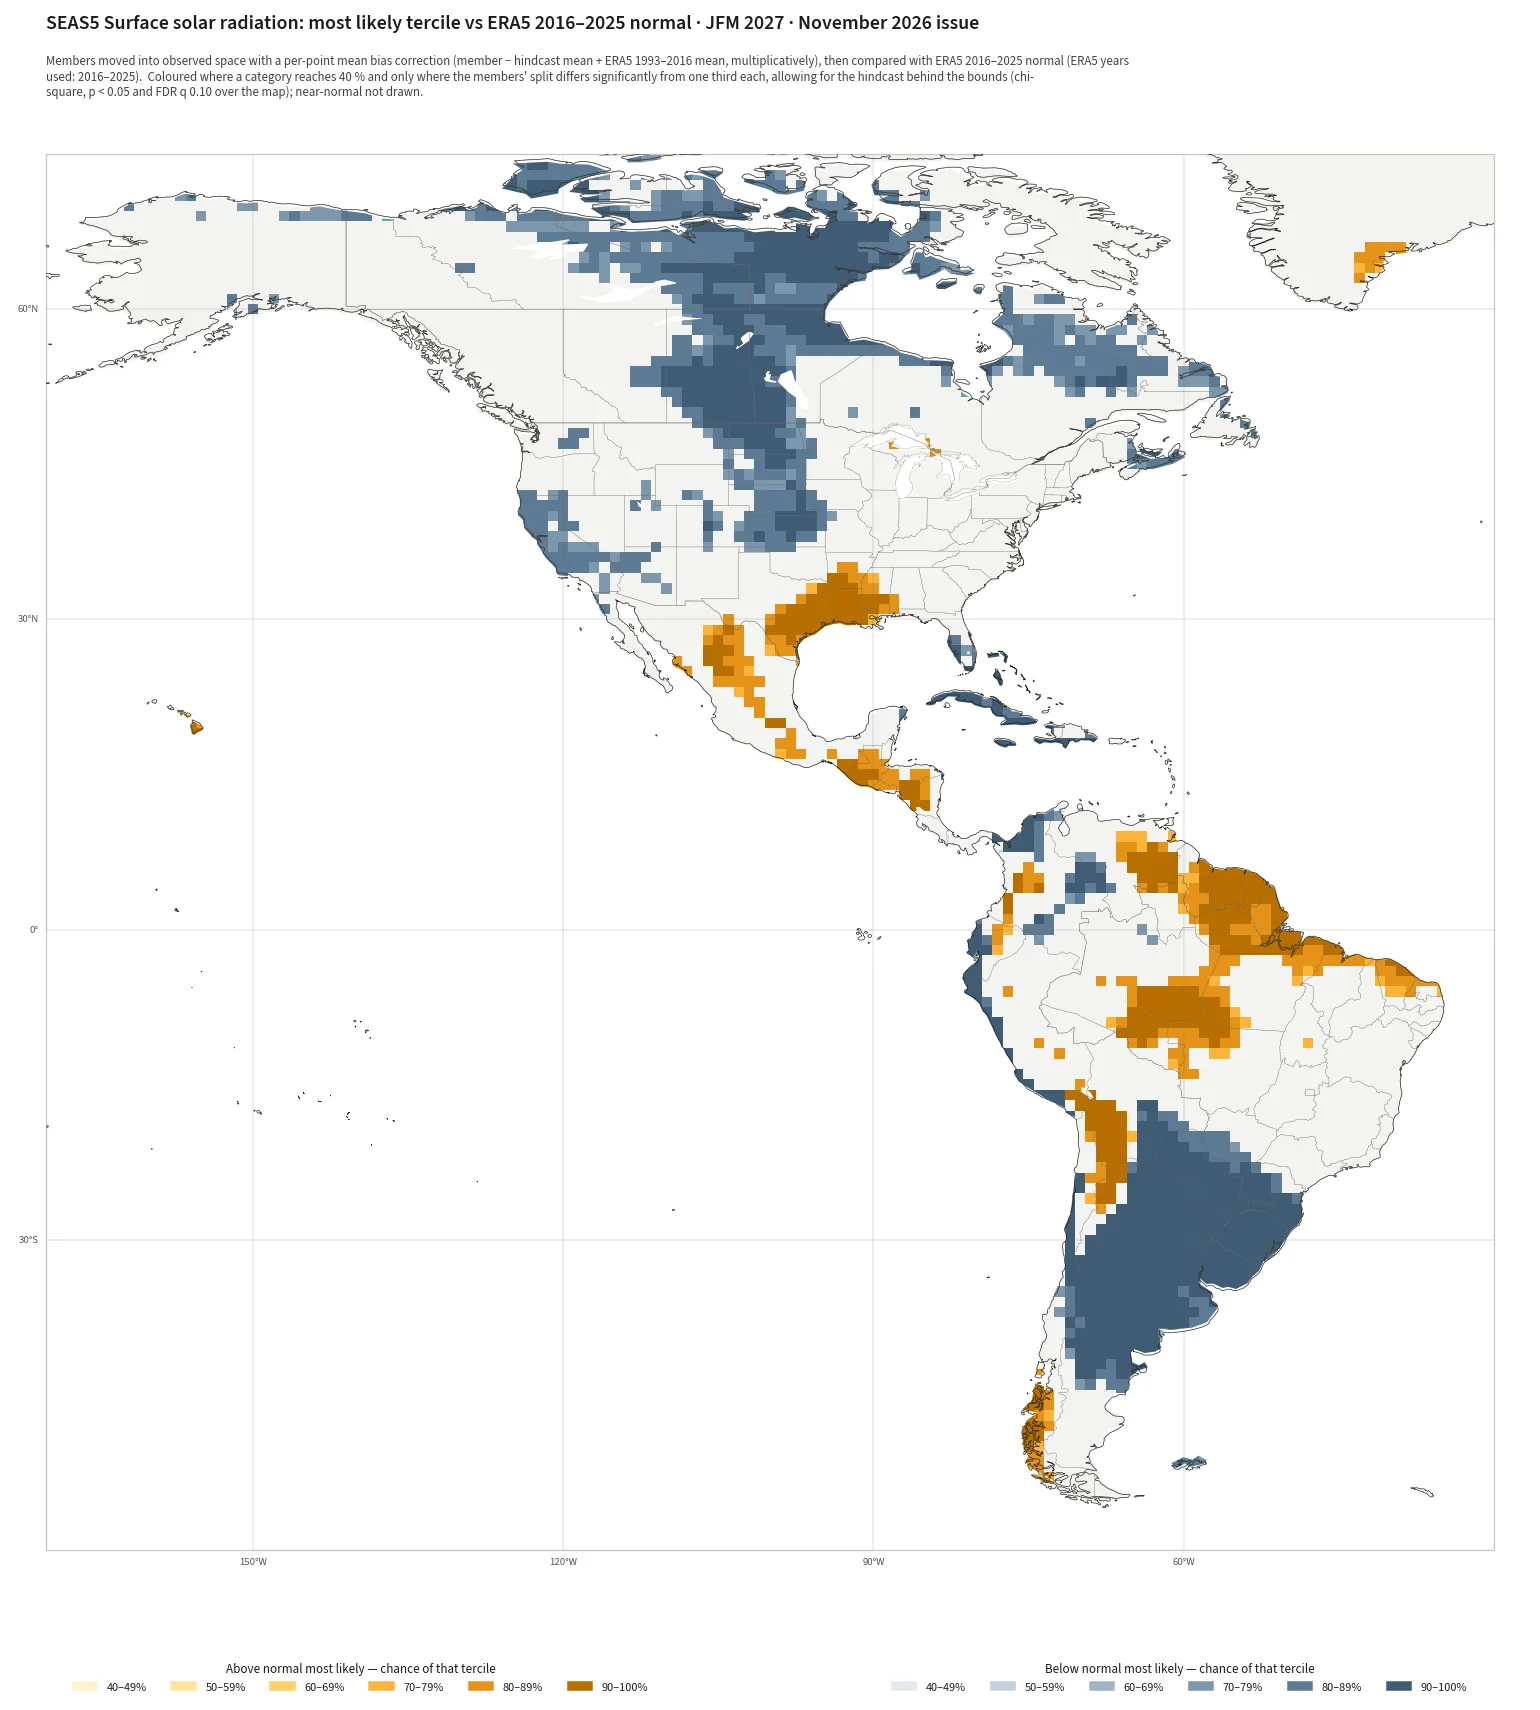 SEAS5 Surface solar radiation: most likely tercile vs ERA5 2016–2025 normal · JFM 2027 · November 2026 issue
Members moved into observed space with a per-point mean bias correction (member − hindcast mean + ERA5 1993–2016 mean, multiplicatively), then compared with ERA5 2016–2025 normal (ERA5 years
used: 2016–2025). Coloured where a category reaches 40 % and only where the members' split differs significantly from one third each, allowing for the hindcast behind the bounds (chi-
square, p < 0.05 and FDR q 0.10 over the map); near-normal not drawn.
60°N
30°N
0°
30°S
150°W 120°W 90°W 60°W
Above normal most likely — chance of that tercile
40–49% 50–59% 60–69% 70–79% 80–89% 90–100%
Below normal most likely — chance of that tercile
40–49% 50–59% 60–69% 70–79% 80–89% 90–100%